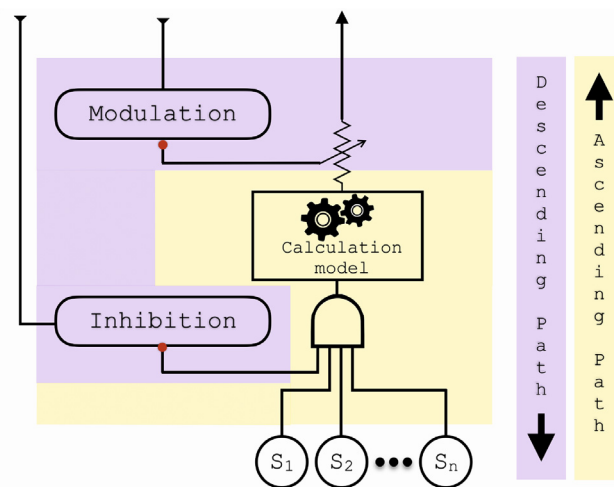 Modulation
Calculation
model
Inhibition
S1
S2
Sn
Descending Path
Ascending Path